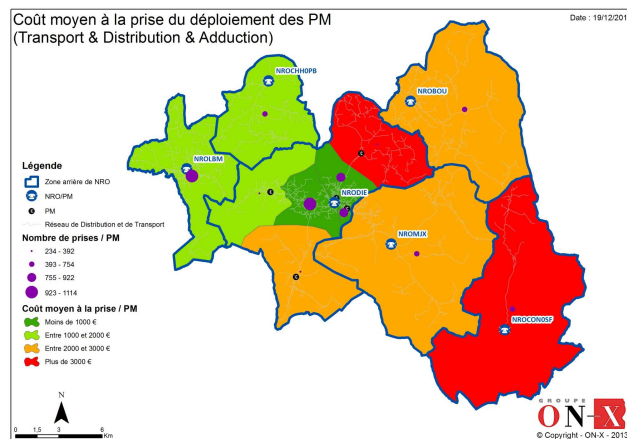 Coût moyen à la prise du déploiement des PM
(Transport & Distribution & Adduction)
Date : 19/12/201
NROCHH0PB
NROBOU
NROLBM
NRODIE
NROMJX
NROCON05F
Légende
Zone arrière de NRO
NRO/PM
PM
Réseau de Distribution et de Transport
Nombre de prises / PM
234 - 392
393 - 754
755 - 922
923 - 1114
Coût moyen à la prise / PM
Moins de 1000 €
Entre 1000 et 2000 €
Entre 2000 et 3000 €
Plus de 3000 €
N
0 1,5 3 6
Km
GROUPE
ON-X
© Copyright - ON-X - 2013